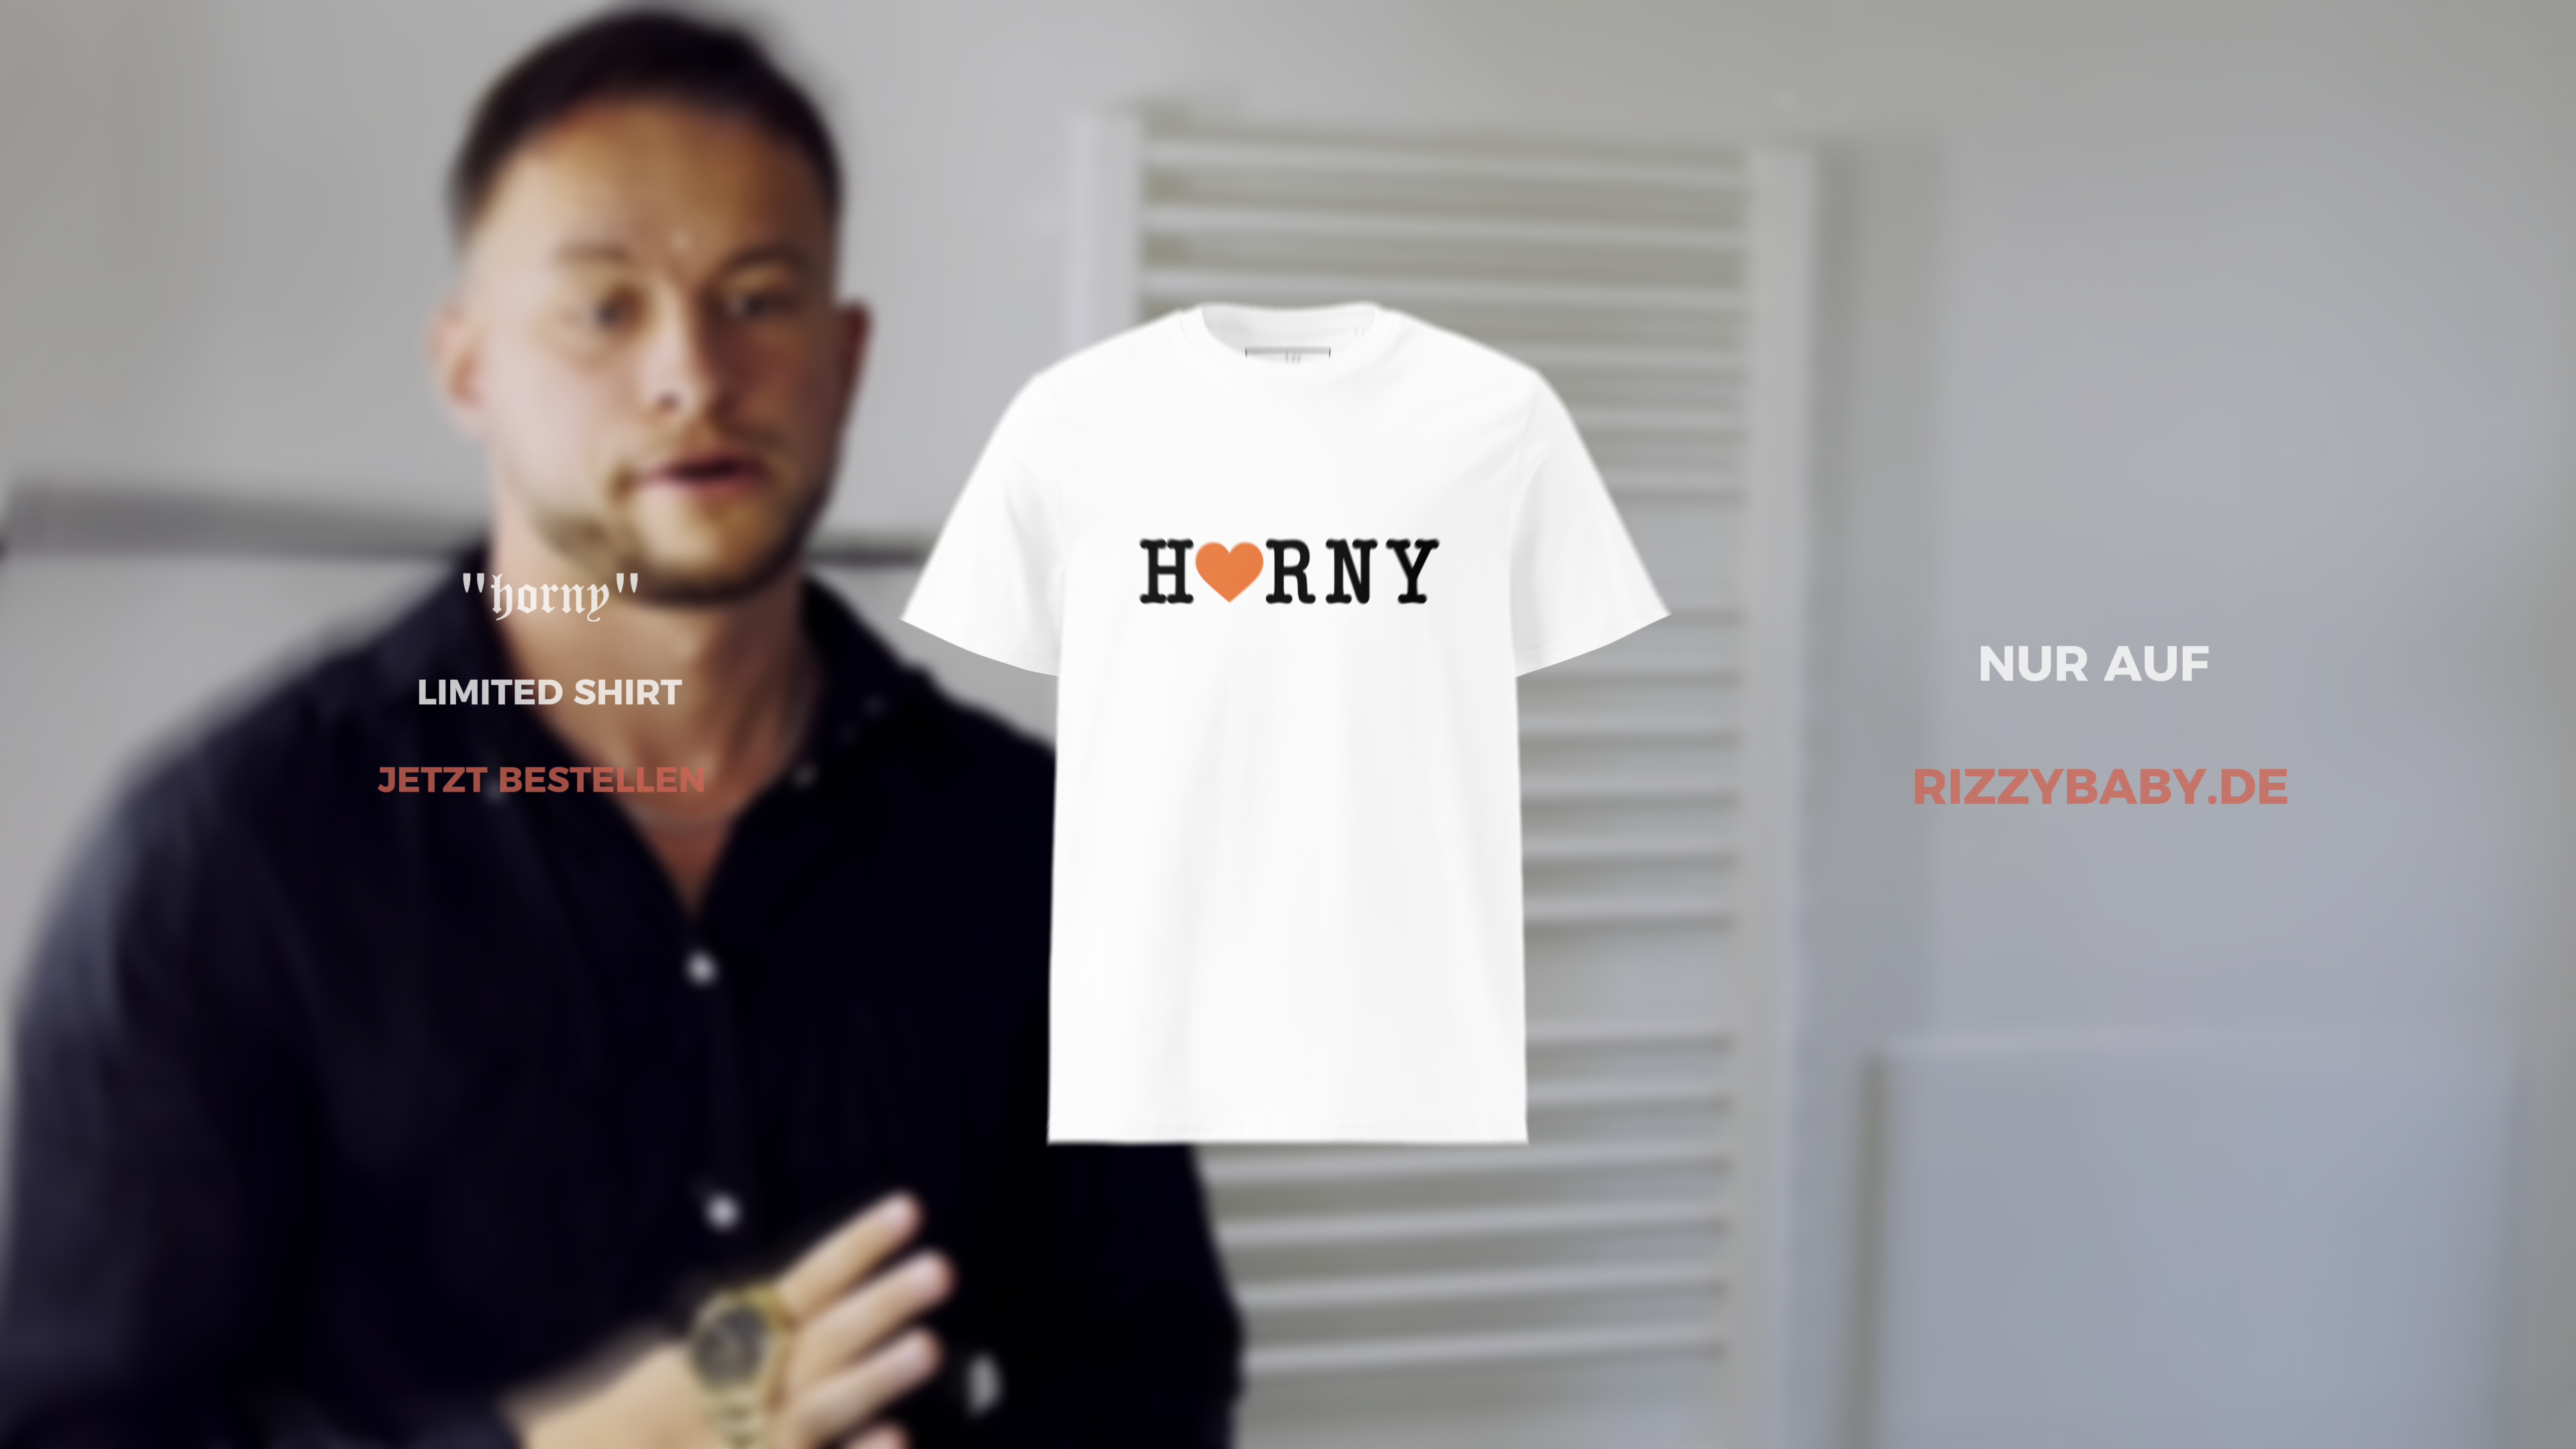 "horny"
LIMITED SHIRT
JETZT BESTELLEN
H🧡RNY
NUR AUF
RIZZYBABY.DE